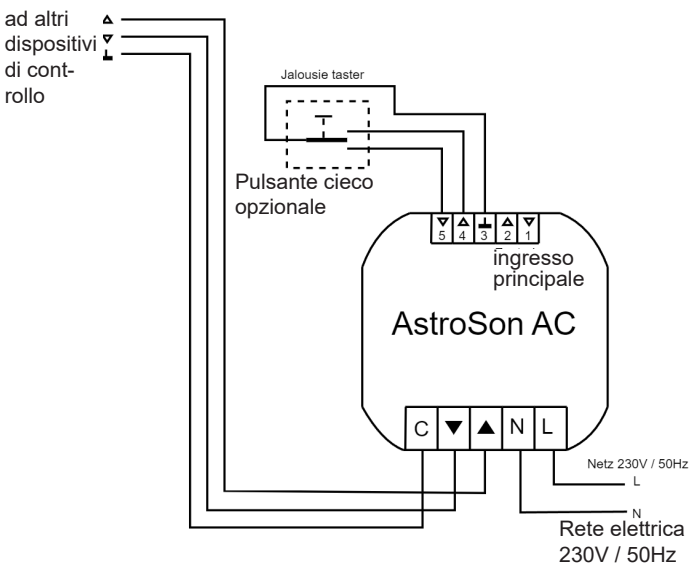 ad altri
dispositivi
di cont-
rollo
Jalousie taster
Pulsante cieco
opzionale
5 4 3 2 1
ingresso
principale
AstroSon AC
C N L
Netz 230V / 50Hz
L
N
Rete elettrica
230V / 50Hz